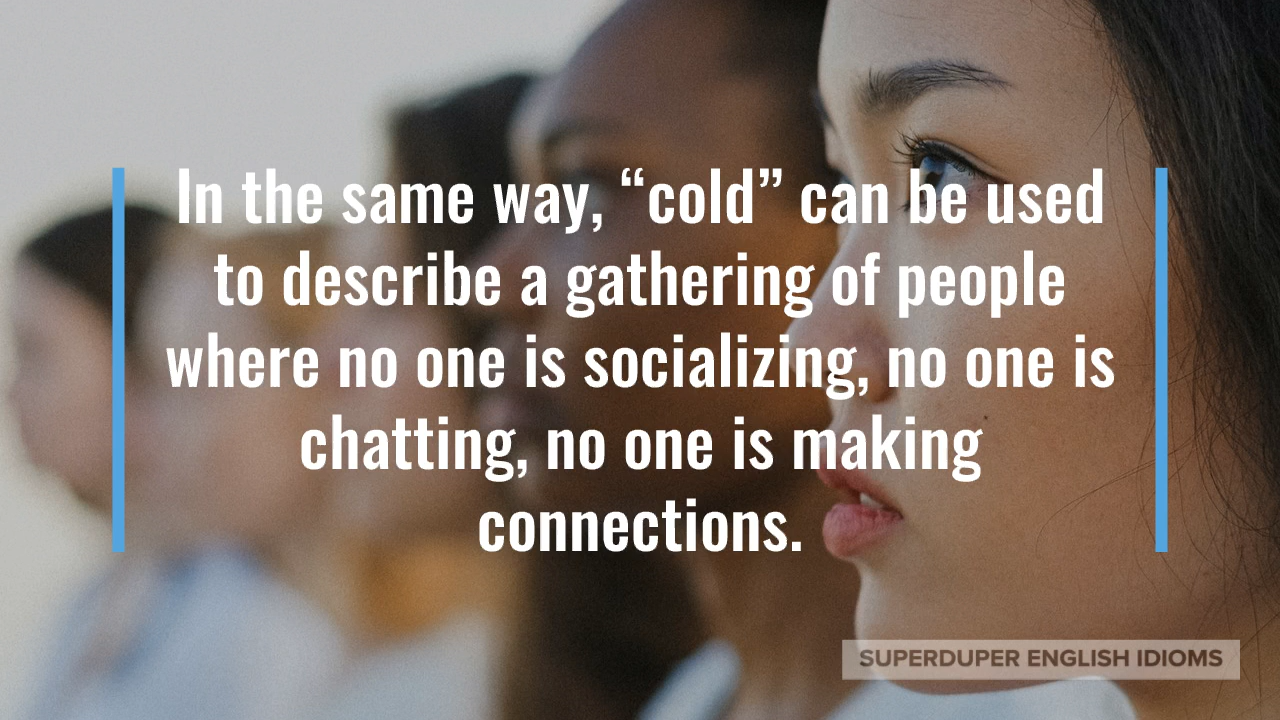 In the same way, “cold” can be used
to describe a gathering of people
where no one is socializing, no one is
chatting, no one is making
connections.
SUPERDUPER ENGLISH IDIOMS